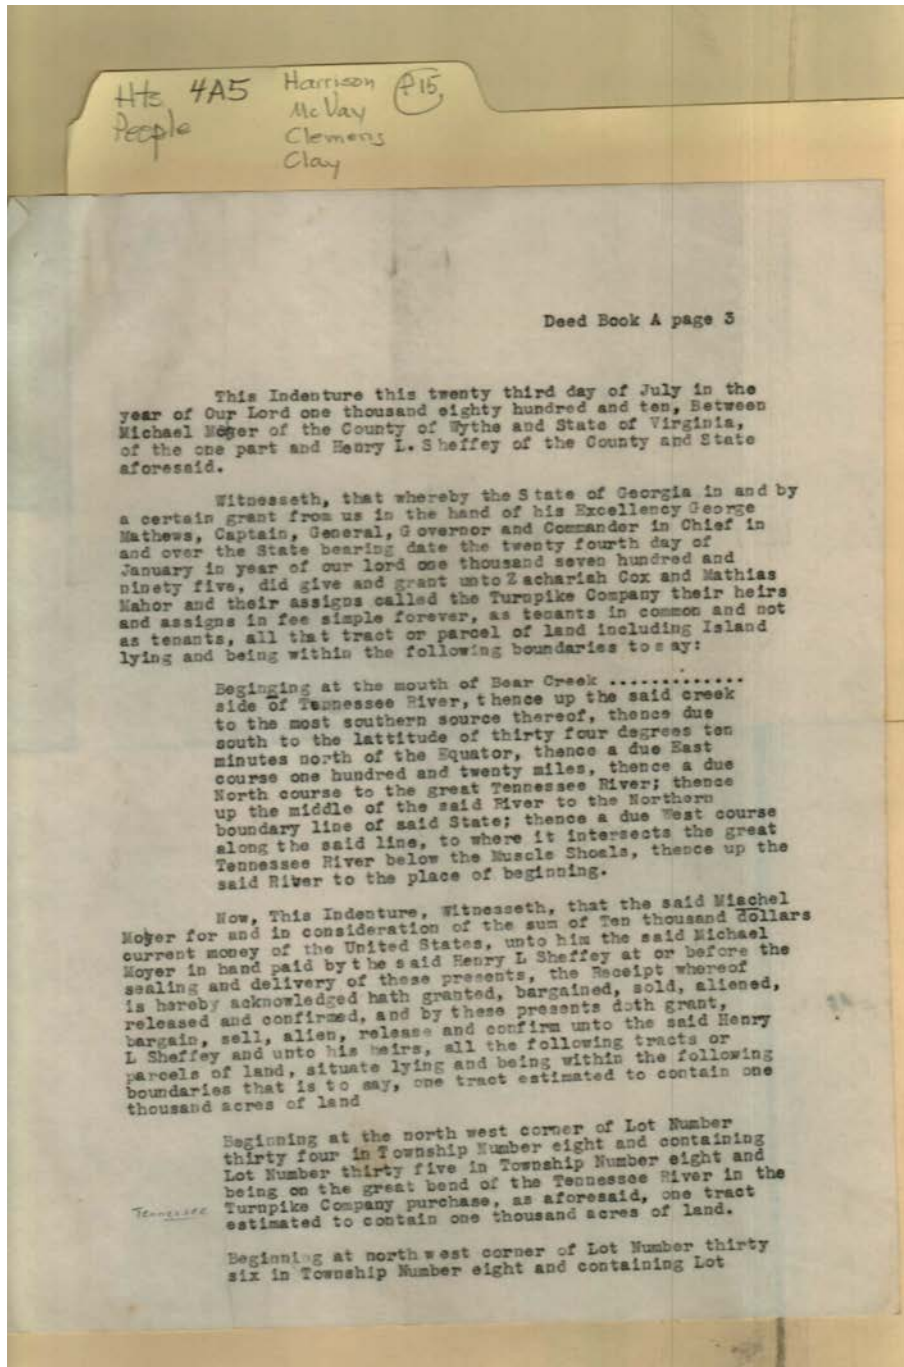 Hts 4A5 Harrison P15,
People McVay
Clemens
Clay
Deed Book A page 3
This Indenture this twenty third day of July in the
year of Our Lord one thousand eighty hundred and ten, Between
Michael Moyer of the County of Wythe and State of Virginia,
of the one part and Henry L. Sheffey of the County and State
aforesaid.
Witnesseth, that whereby the State of Georgia in and by
a certain grant from us in the hand of his Excellency George
Mathews, Captain, General, Governor and Commander in Chief in
and over the State bearing date the twenty fourth day of
January in year of our lord one thousand seven hundred and
ninety five, did give and grant unto Zachariah Cox and Mathias
Mahor and their assigns called the Turnpike Company their heirs
and assigns in fee simple forever, as tenants in common and not
as tenants, all that tract or parcel of land including Island
lying and being within the following boundaries to say:
Beginging at the mouth of Bear Creek .............
side of Tennessee River, thence up the said creek
to the most southern source thereof, thence due
south to the lattitude of thirty four degrees ten
minutes north of the Equator, thence a due East
course one hundred and twenty miles, thence a due
North course to the great Tennessee River; thence
up the middle of the said River to the Northern
boundary line of said State; thence a due West course
along the said line, to where it intersects the great
Tennessee River below the Muscle Shoals, thence up the
said River to the place of beginning.
Now, This Indenture, Witnesseth, that the said Miachel
Moyer for and in consideration of the sum of Ten thousand dollars
current money of the United States, unto him the said Michael
Moyer in hand paid by the said Henry L Sheffey at or before the
sealing and delivery of these presents, the Receipt whereof
is hereby acknowledged hath granted, bargained, sold, aliened,
released and confirmed, and by these presents doth grant,
bargain, sell, alien, release and confirm unto the said Henry
L Sheffey and unto his heirs, all the following tracts or
parcels of land, situate lying and being within the following
boundaries that is to say, one tract estimated to contain one
thousand acres of land
Beginning at the north west corner of Lot Number
thirty four in Township Number eight and containing
Lot Number thirty five in Township Number eight and
being on the great bend of the Tennessee River in the
Tennessee Turnpike Company purchase, as aforesaid, one tract
estimated to contain one thousand acres of land.
Beginning at north west corner of Lot Number thirty
six in Township Number eight and containing Lot